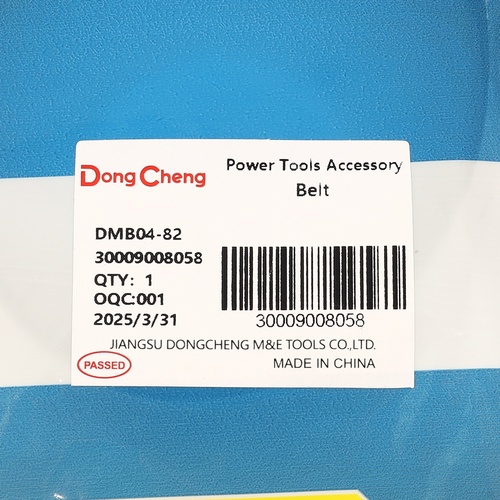 Dong Cheng
Power Tools Accessory
Belt
DMB04-82
30009008058
QTY: 1
OQC:001
2025/3/31
30009008058
JIANGSU DONGCHENG M&E TOOLS CO.,LTD.
PASSED
MADE IN CHINA